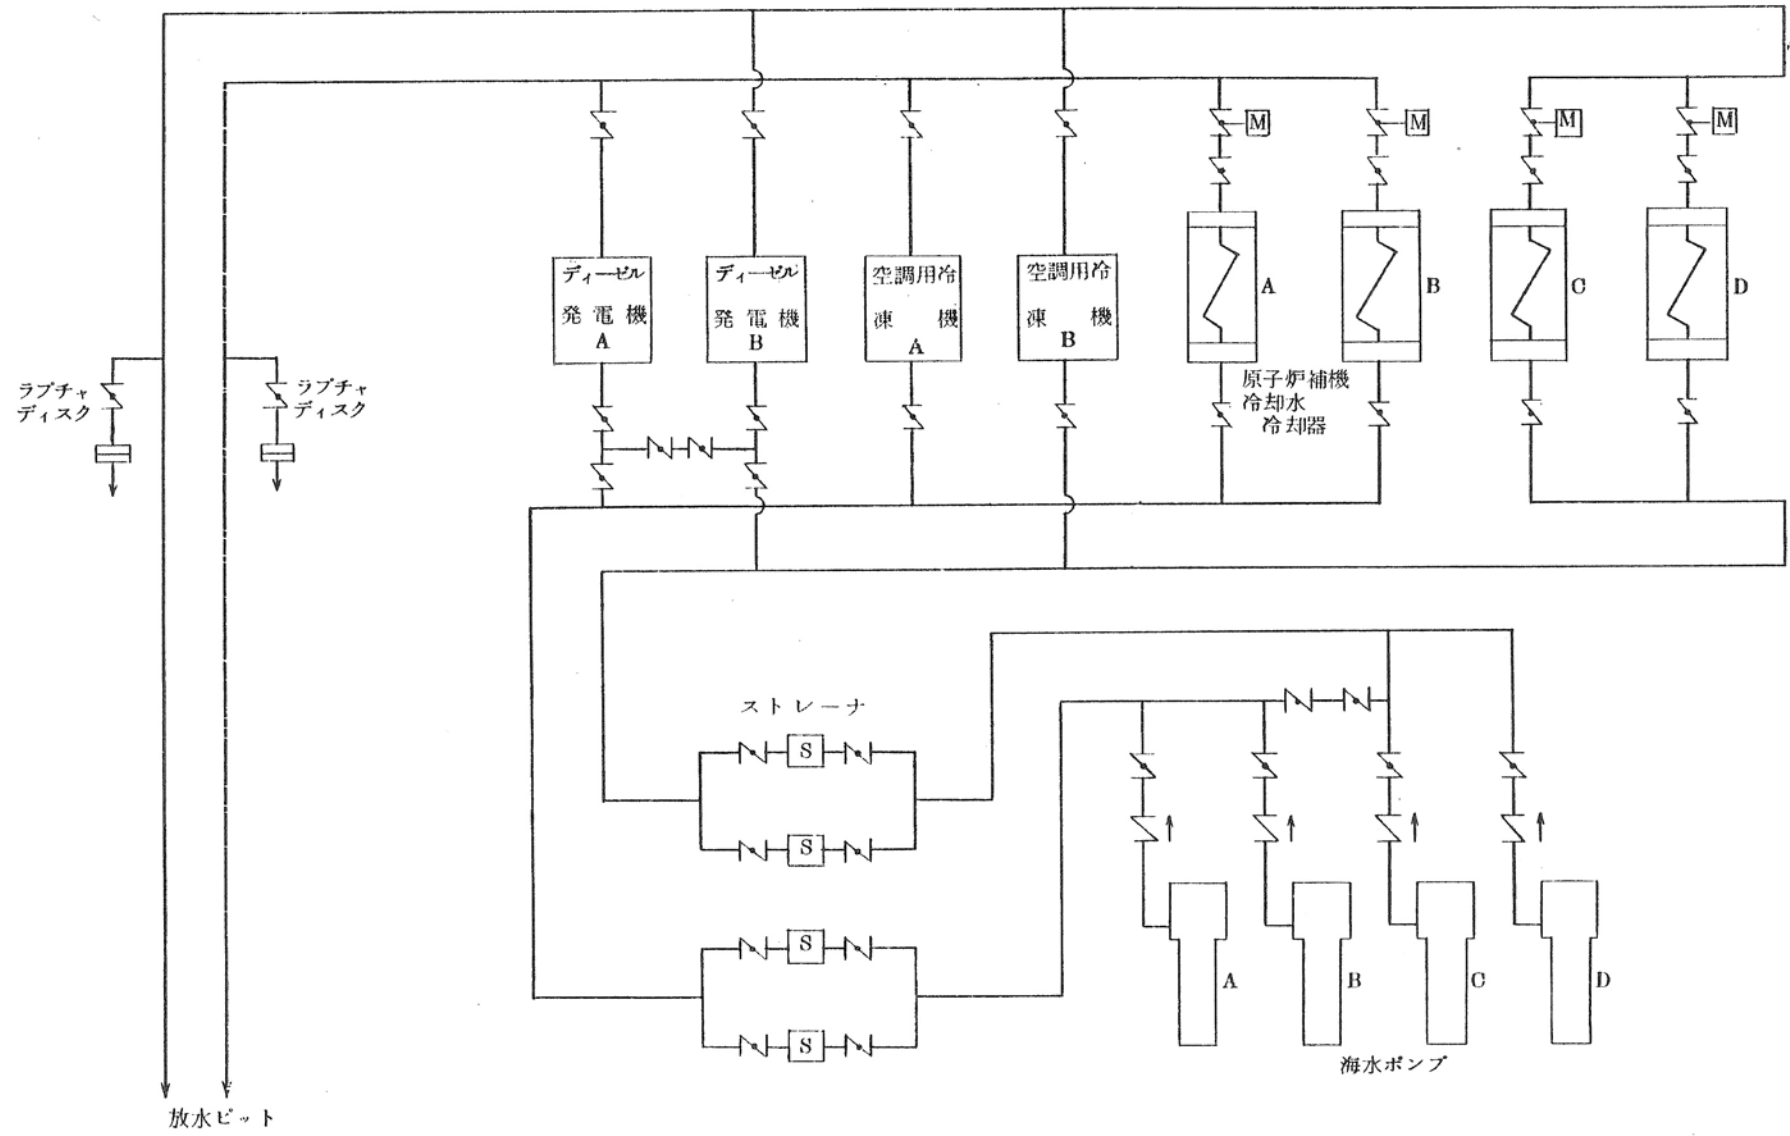 M
M
M
M
ディーゼル
発電機
A
ディーゼル
発電機
B
空調用冷
凍機
A
空調用冷
凍機
B
A
B
C
D
原子炉補機
冷却水
冷却器
ラプチャ
ディスク
ラプチャ
ディスク
ストレーナ
S
S
S
S
A
B
C
D
海水ポンプ
放水ピット